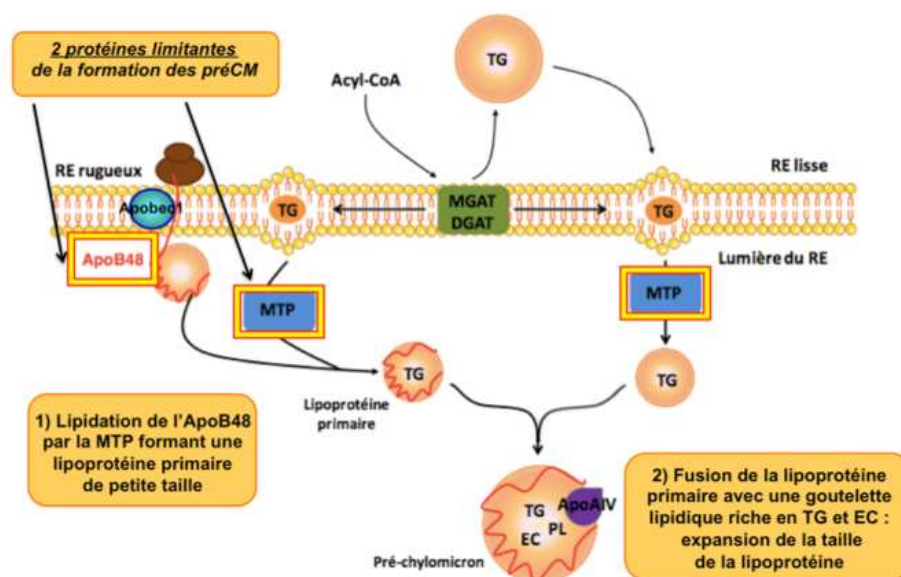 2 protéines limitantes
de la formation des préCM
TG
Acyl-CoA
RE rugueux
RE lisse
Apobec1
TG
MGAT
DGAT
TG
ApoB48
Lumière du RE
MTP
MTP
TG
TG
Lipoprotéine
primaire
1) Lipidation de l'ApoB48
par la MTP formant une
lipoprotéine primaire
de petite taille
2) Fusion de la lipoprotéine
primaire avec une goutelette
lipidique riche en TG et EC :
expansion de la taille
de la lipoprotéine
TG
ApoAIV
EC
PL
Pré-chylomicron